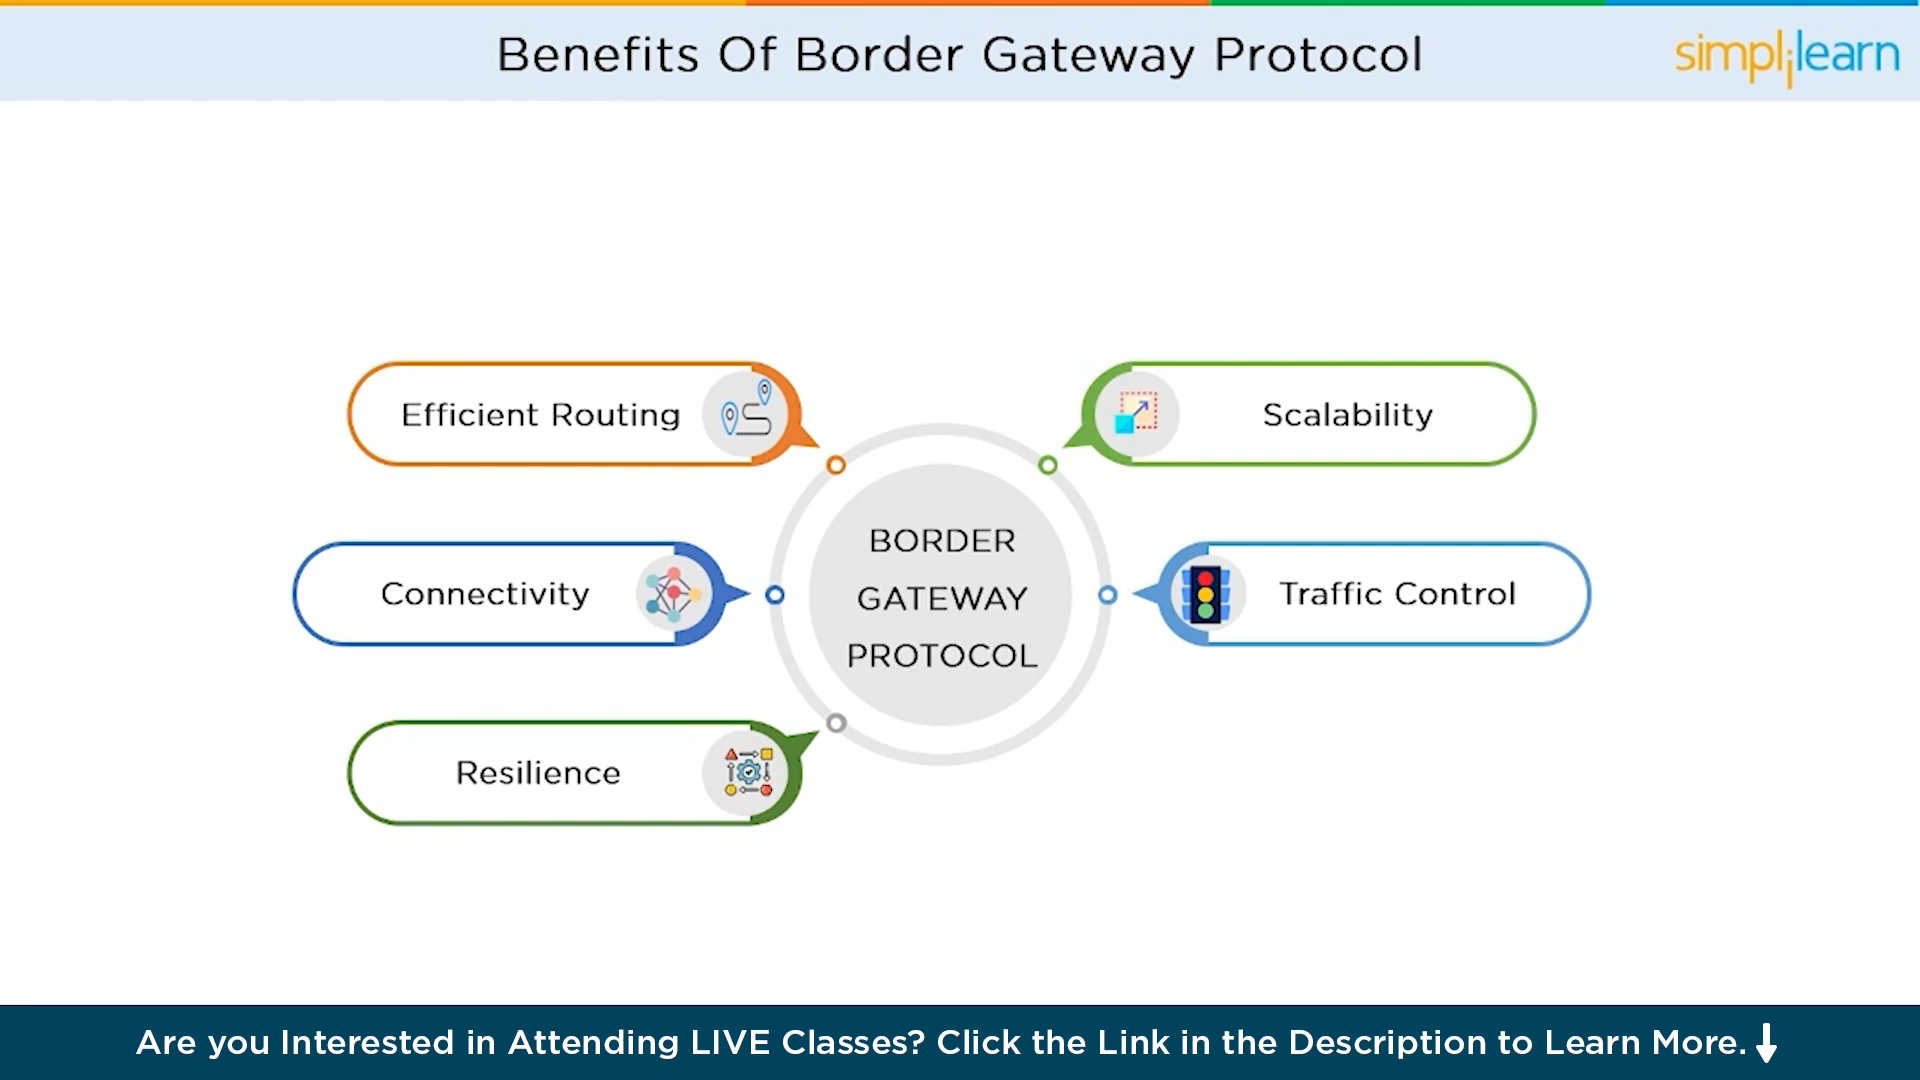 Benefits Of Border Gateway Protocol
simplilearn
Efficient Routing
Scalability
BORDER
GATEWAY
PROTOCOL
Connectivity
Traffic Control
Resilience
Are you Interested in Attending LIVE Classes? Click the Link in the Description to Learn More.